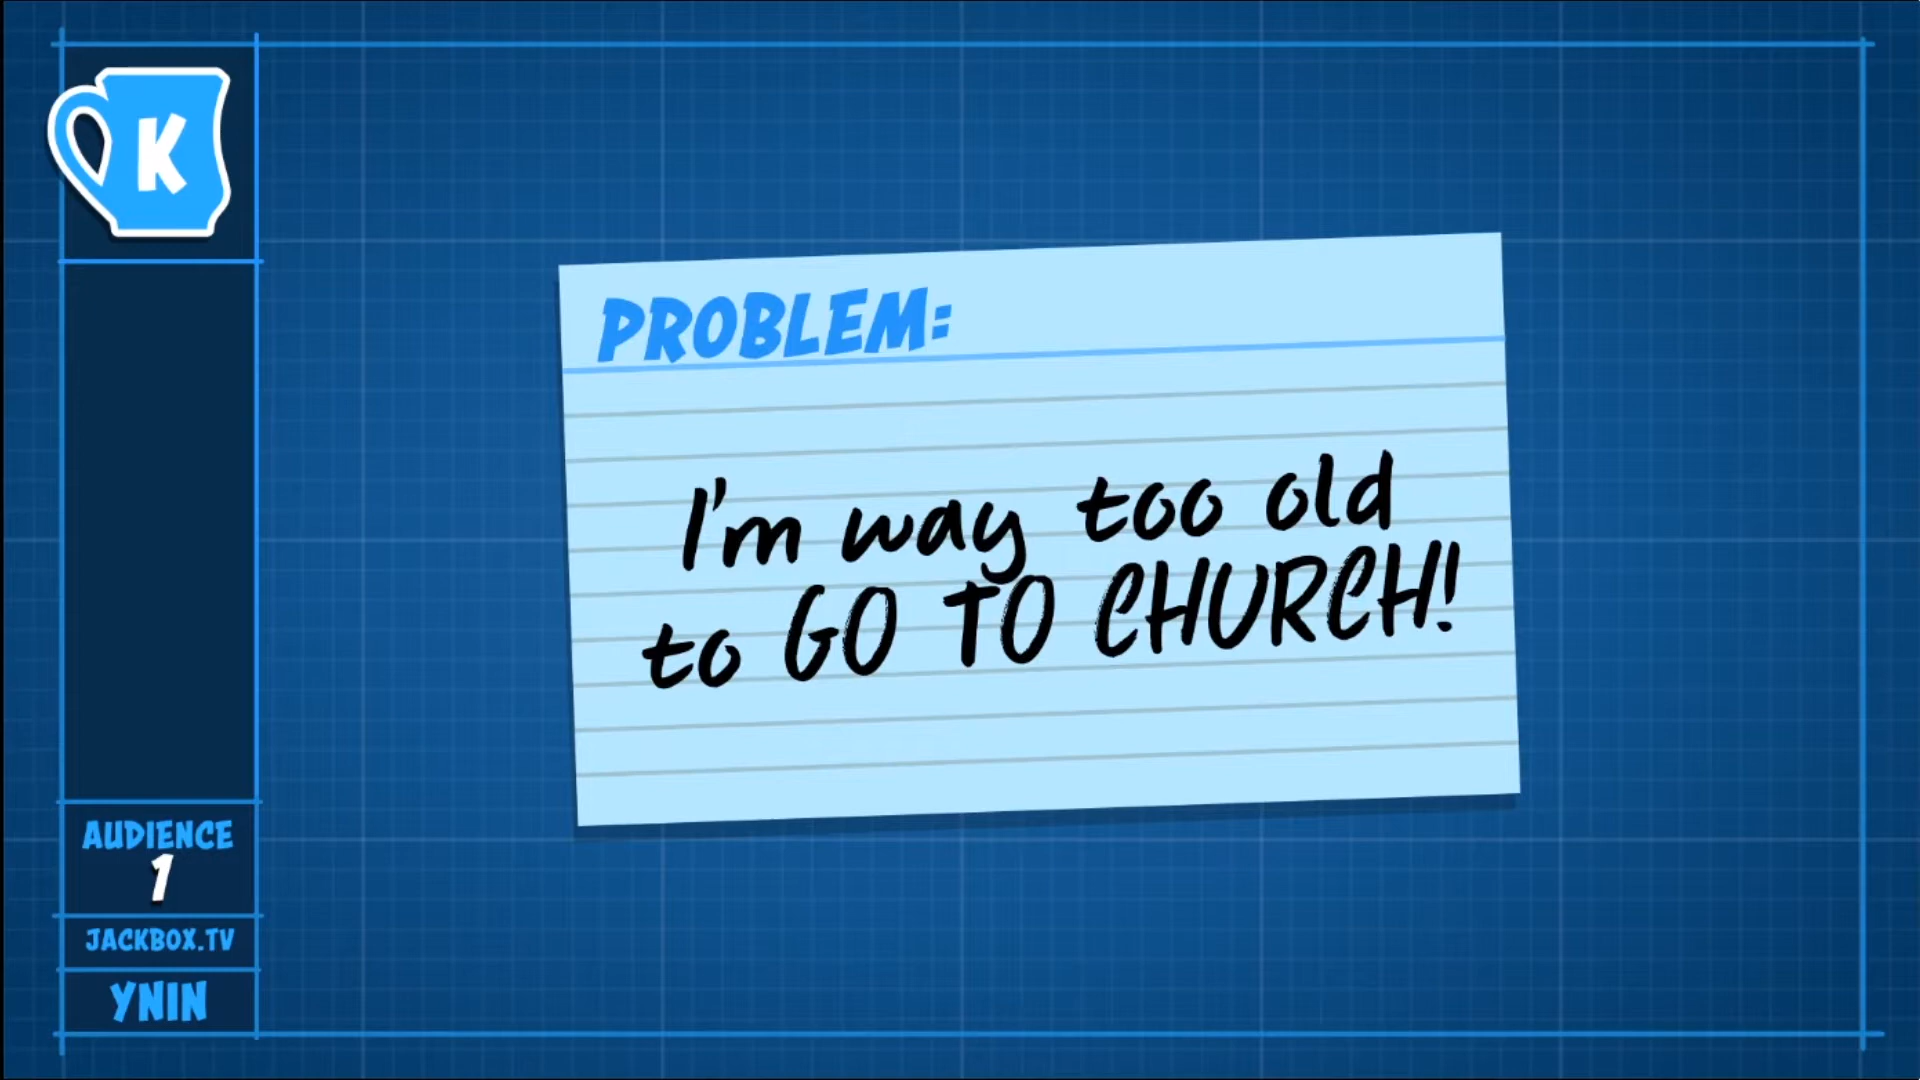 K
PROBLEM:
I'm way too old
to GO TO CHURCH!
AUDIENCE
1
JACKBOX.TV
YNIN